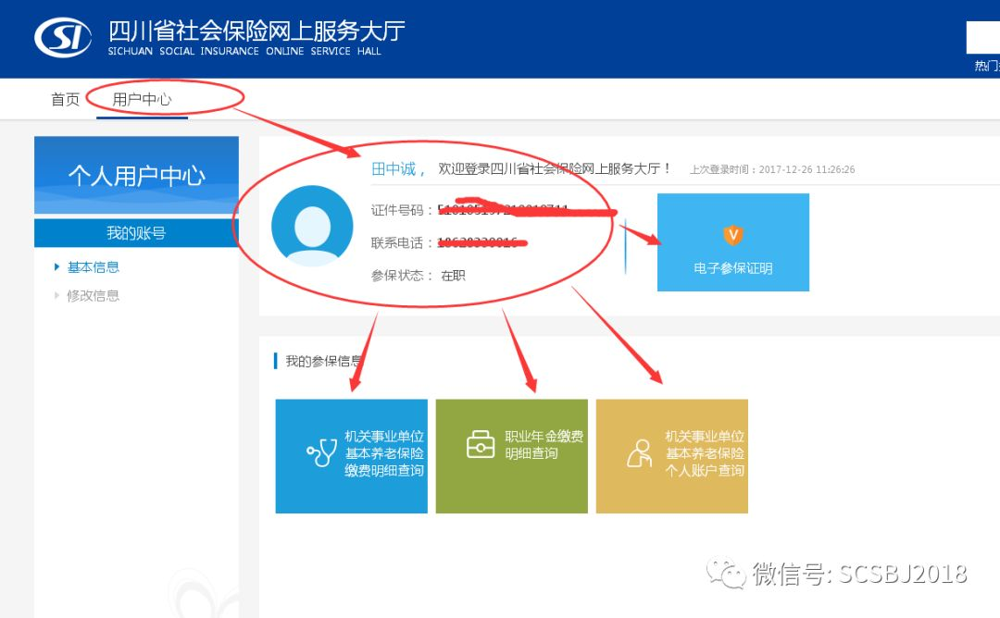 四川省社会保险网上服务大厅
SICHUAN SOCIAL INSURANCE ONLINE SERVICE HALL
热门
首页
用户中心
个人用户中心
我的账号
基本信息
修改信息
田中诚， 欢迎登录四川省社会保险网上服务大厅！ 上次登录时间：2017-12-26 11:26:26
证件号码：
联系电话：
参保状态： 在职
电子参保证明
我的参保信息
机关事业单位
基本养老保险
缴费明细查询
职业年金缴费
明细查询
机关事业单位
基本养老保险
个人账户查询
微信号: SCSBJ2018